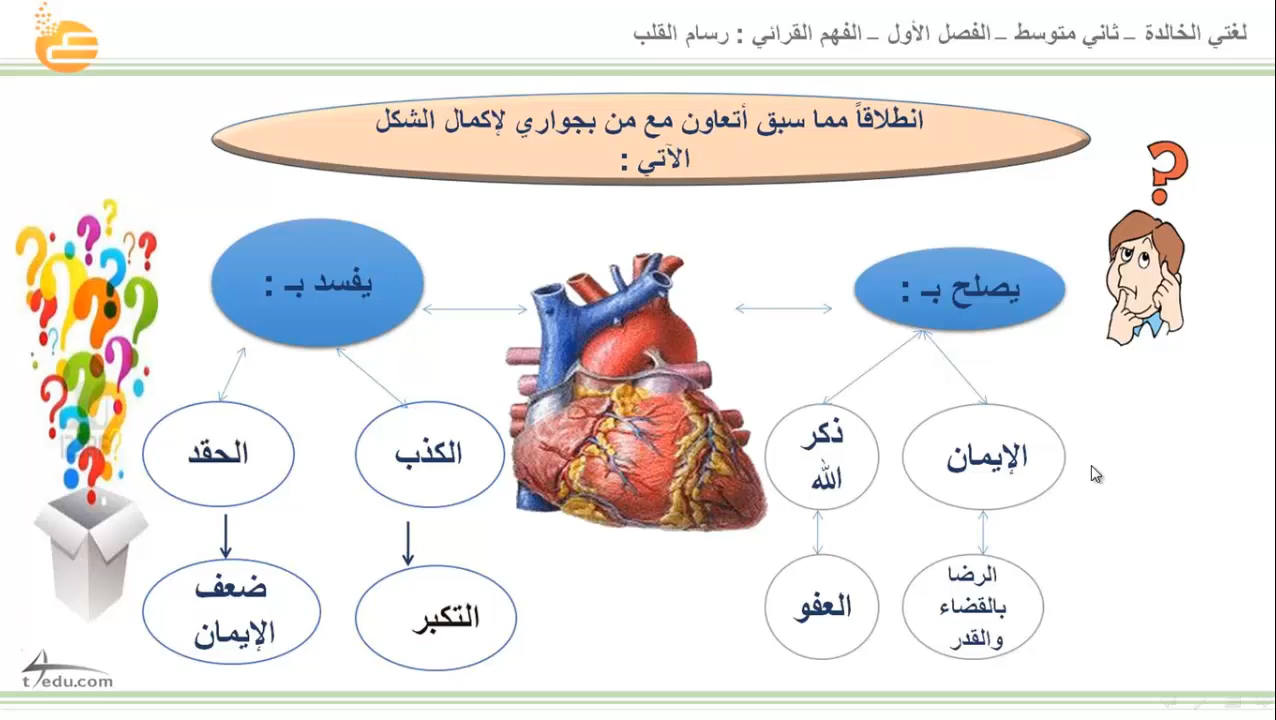 لغتي الخالدة – ثاني متوسط – الفصل الأول – الفهم القرائي : رسام القلب
انطلاقاً مما سبق أتعاون مع من بجواري لإكمال الشكل
الآتي :
يصلح بـ :
يفسد بـ :
الإيمان
ذكر
الله
الكذب
الحقد
الرضا
بالقضاء
والقدر
العفو
التكبر
ضعف
الإيمان
t4edu.com